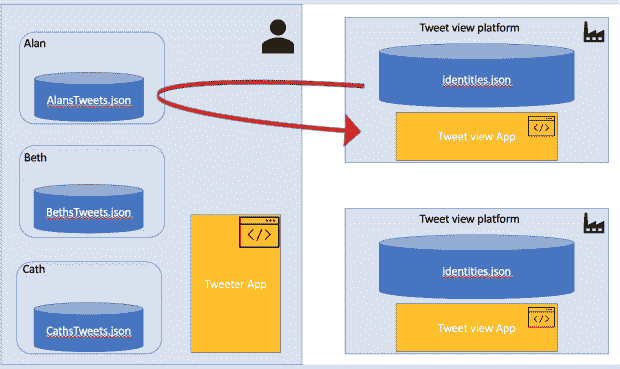 Alan
AlansTweets.json
Beth
BethsTweets.json
Cath
CathsTweets.json
</>
Tweeter App
Tweet view platform
identities.json
Tweet view App
</>
Tweet view platform
identities.json
Tweet view App
</>